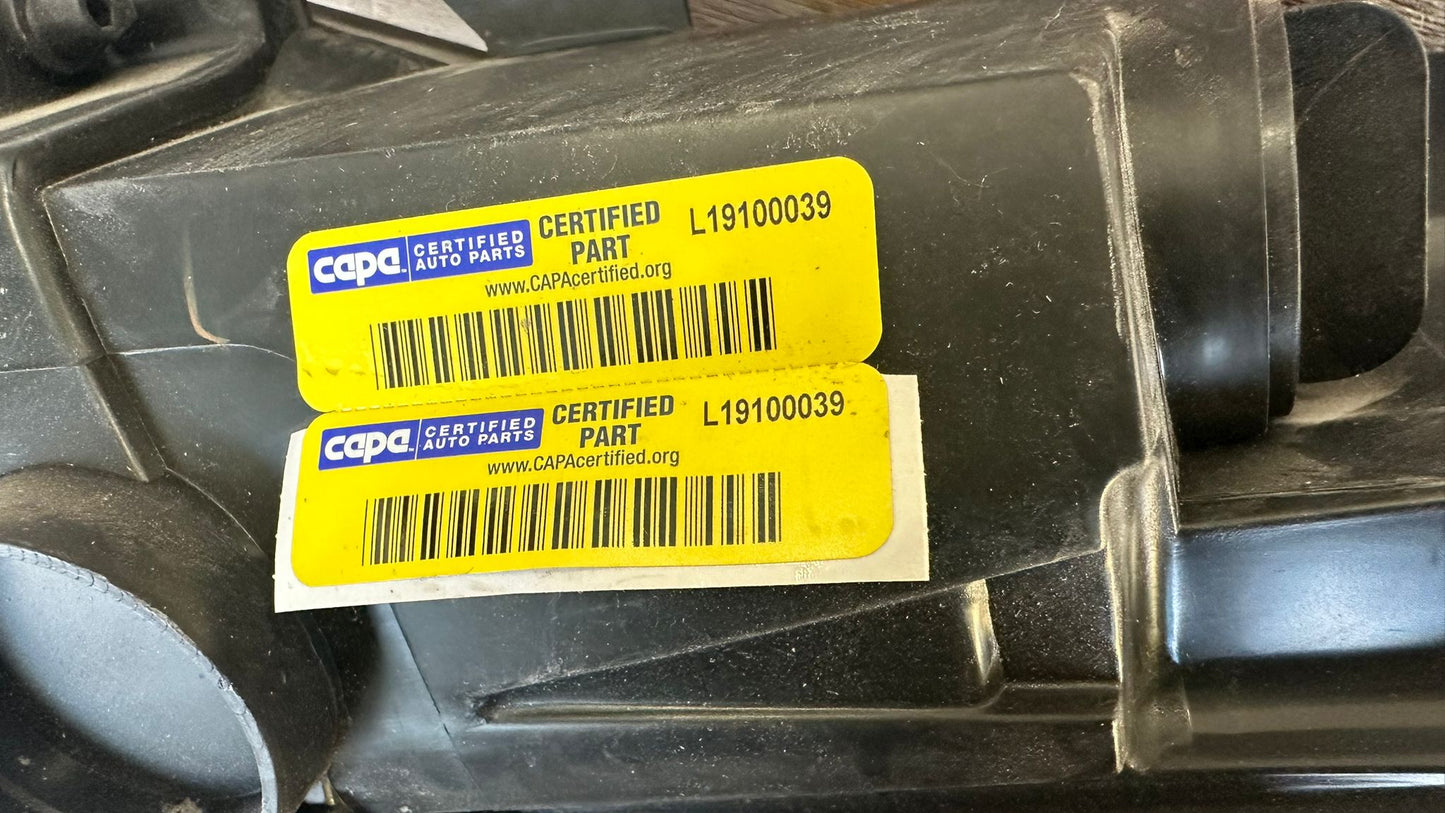 capa CERTIFIED AUTO PARTS
CERTIFIED PART
L19100039
www.CAPAcertified.org
capa CERTIFIED AUTO PARTS
CERTIFIED PART
L19100039
www.CAPAcertified.org